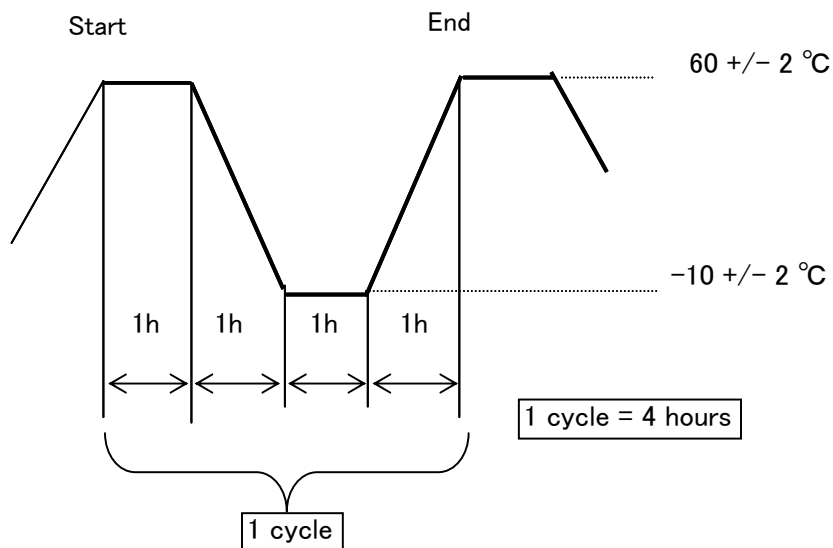 Start
End
60 +/- 2 ℃
-10 +/- 2 ℃
1h
1h
1h
1h
1 cycle = 4 hours
1 cycle